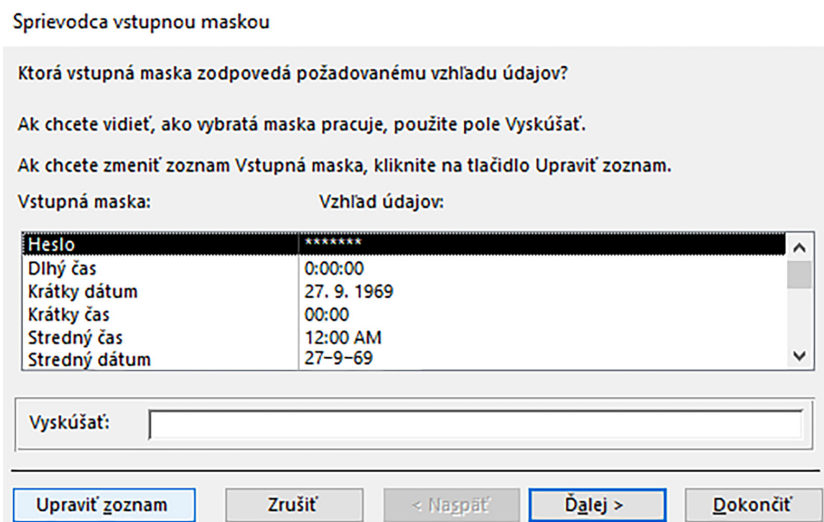 Sprievodca vstupnou maskou
Ktorá vstupná maska zodpovedá požadovanému vzhľadu údajov?
Ak chcete vidieť, ako vybratá maska pracuje, použite pole Vyskúšať.
Ak chcete zmeniť zoznam Vstupná maska, kliknite na tlačidlo Upraviť zoznam.
Vstupná maska: Vzhľad údajov:
Heslo *******
Dlhý čas 0:00:00
Krátky dátum 27. 9. 1969
Krátky čas 00:00
Stredný čas 12:00 AM
Stredný dátum 27-9-69
Vyskúšať:
Upraviť zoznam Zrušiť < Naspäť Ďalej > Dokončiť